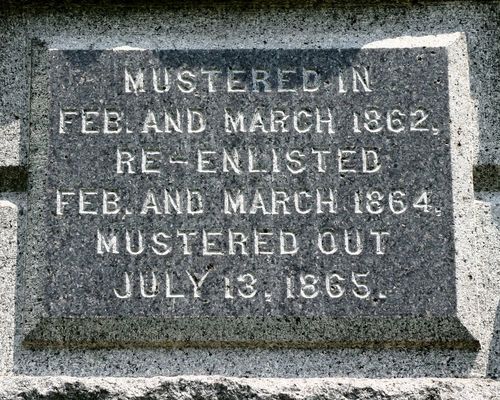 MUSTERED IN
FEB. AND MARCH 1862.
RE-ENLISTED
FEB. AND MARCH 1864.
MUSTERED OUT
JULY 13, 1865.